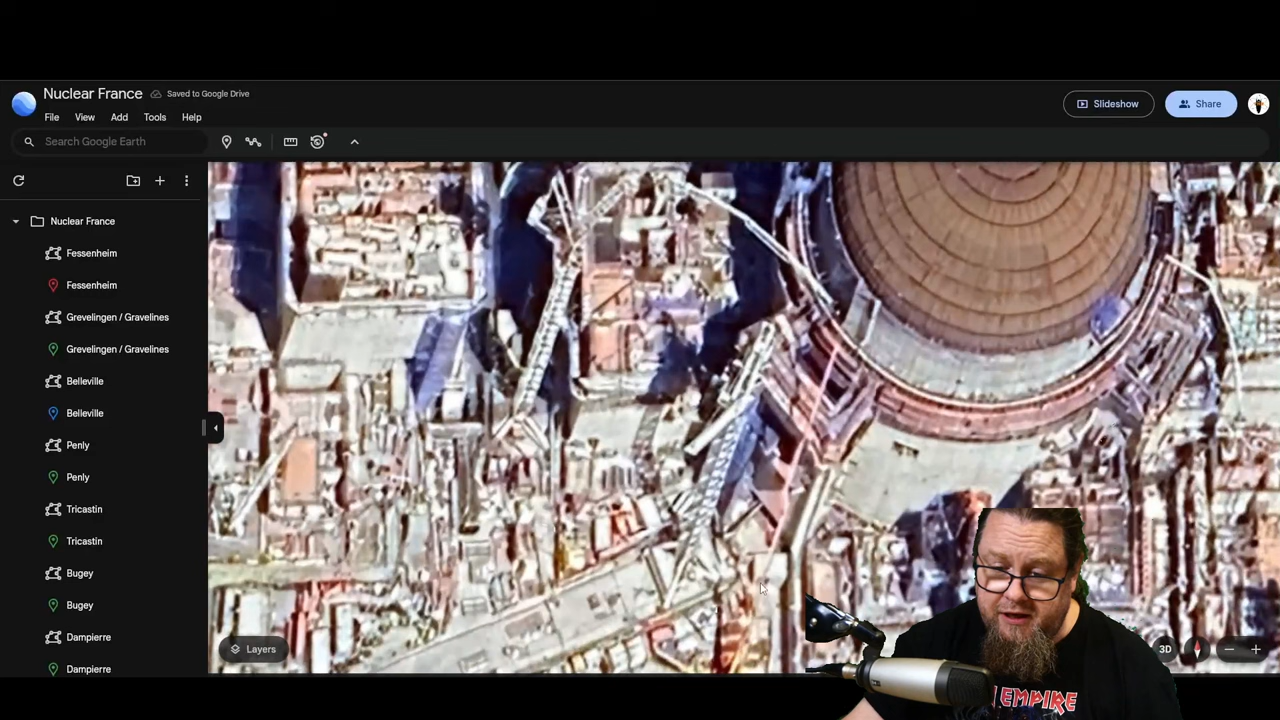 Nuclear France
Saved to Google Drive
File View Add Tools Help
Slideshow
Share
Search Google Earth
Nuclear France
Fessenheim
Fessenheim
Grevelingen / Gravelines
Grevelingen / Gravelines
Belleville
Belleville
Penly
Penly
Tricastin
Tricastin
Bugey
Bugey
Dampierre
Dampierre
Layers
3D
EMPIRE